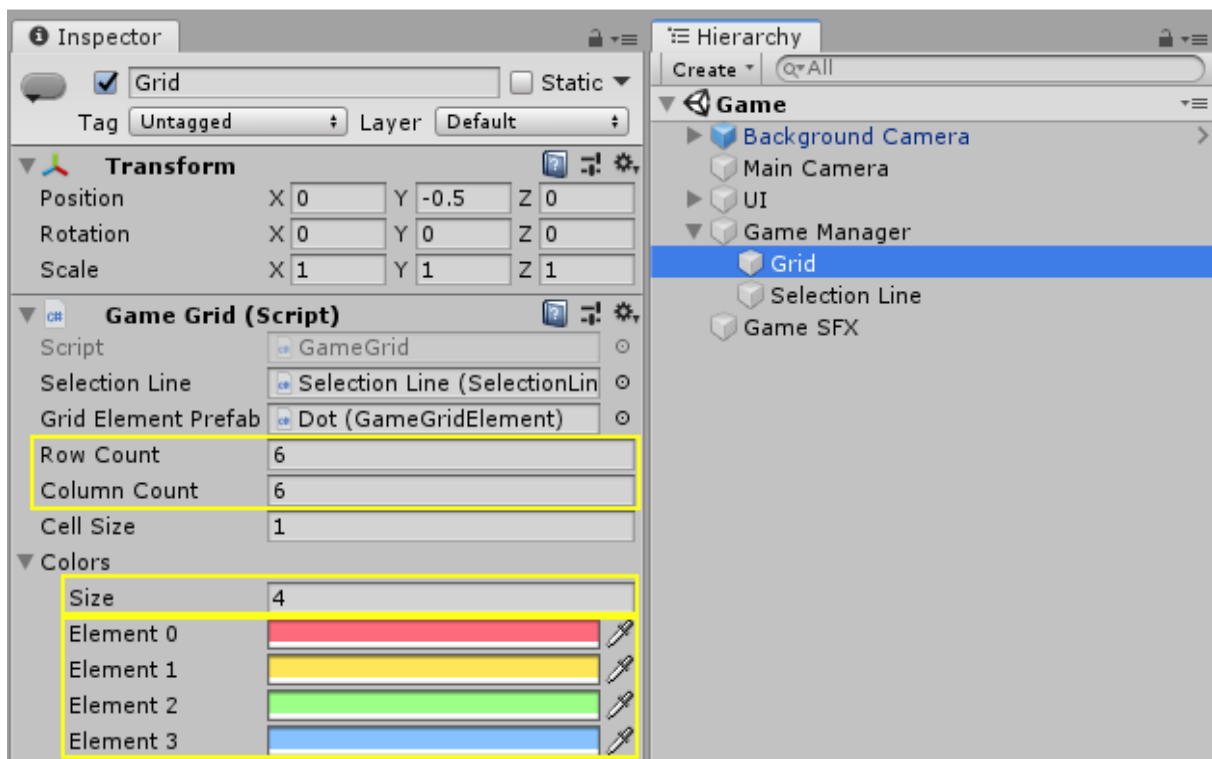 Inspector
Grid Static
Tag Untagged Layer Default
Transform
Position X 0 Y -0.5 Z 0
Rotation X 0 Y 0 Z 0
Scale X 1 Y 1 Z 1
Game Grid (Script)
Script GameGrid
Selection Line Selection Line (SelectionLin
Grid Element Prefab Dot (GameGridElement)
Row Count 6
Column Count 6
Cell Size 1
Colors
Size 4
Element 0
Element 1
Element 2
Element 3
Hierarchy
Create All
Game
Background Camera
Main Camera
UI
Game Manager
Grid
Selection Line
Game SFX